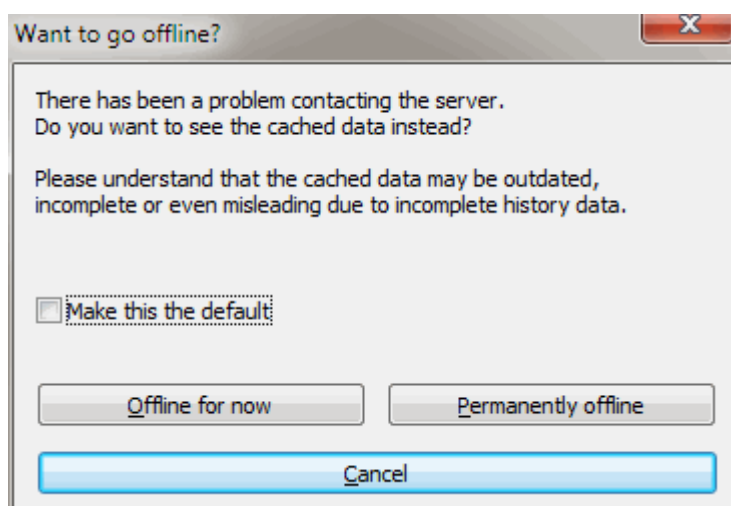 Want to go offline?
There has been a problem contacting the server.
Do you want to see the cached data instead?
Please understand that the cached data may be outdated,
incomplete or even misleading due to incomplete history data.
Make this the default
Offline for now
Permanently offline
Cancel